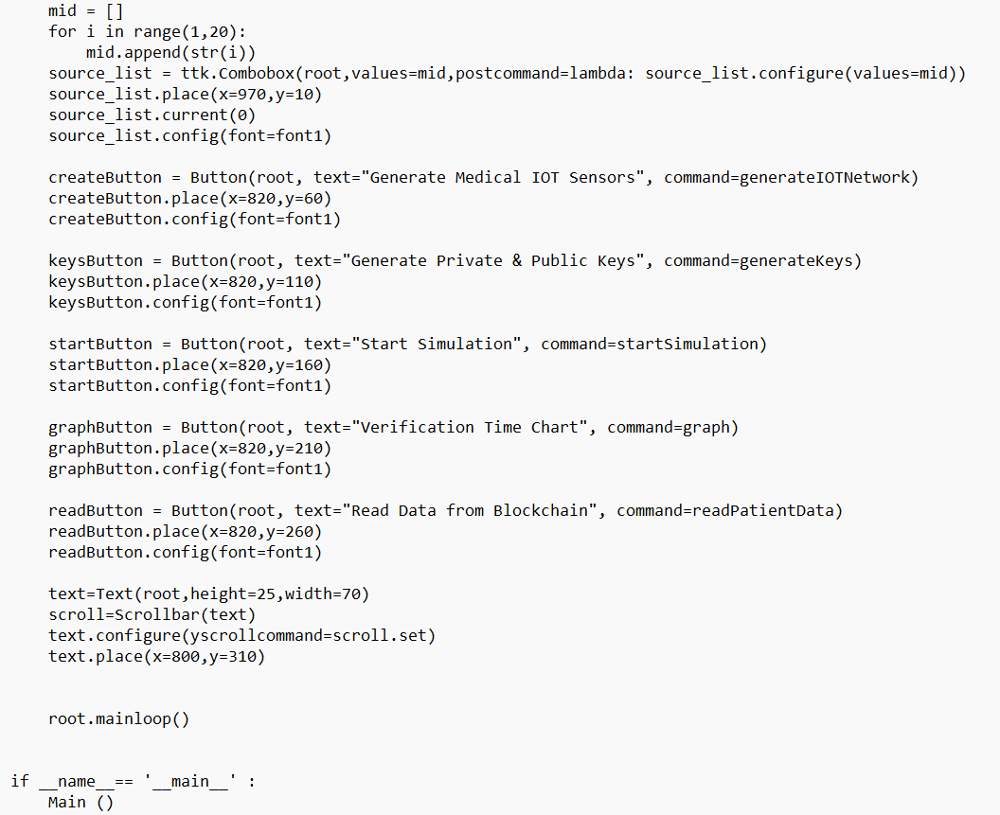 mid = []
    for i in range(1,20):
        mid.append(str(i))
    source_list = ttk.Combobox(root,values=mid,postcommand=lambda: source_list.configure(values=mid))
    source_list.place(x=970,y=10)
    source_list.current(0)
    source_list.config(font=font1)

    createButton = Button(root, text="Generate Medical IOT Sensors", command=generateIOTNetwork)
    createButton.place(x=820,y=60)
    createButton.config(font=font1)

    keysButton = Button(root, text="Generate Private & Public Keys", command=generateKeys)
    keysButton.place(x=820,y=110)
    keysButton.config(font=font1)

    startButton = Button(root, text="Start Simulation", command=startSimulation)
    startButton.place(x=820,y=160)
    startButton.config(font=font1)

    graphButton = Button(root, text="Verification Time Chart", command=graph)
    graphButton.place(x=820,y=210)
    graphButton.config(font=font1)

    readButton = Button(root, text="Read Data from Blockchain", command=readPatientData)
    readButton.place(x=820,y=260)
    readButton.config(font=font1)

    text=Text(root,height=25,width=70)
    scroll=Scrollbar(text)
    text.configure(yscrollcommand=scroll.set)
    text.place(x=800,y=310)

    root.mainloop()

if __name__== '__main__' :
    Main ()